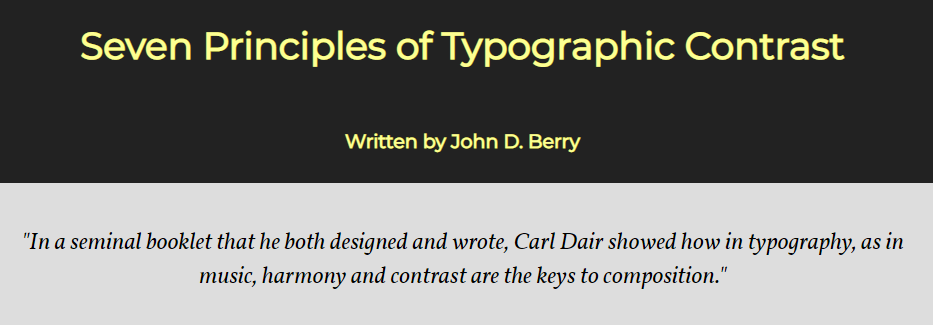 Seven Principles of Typographic Contrast
Written by John D. Berry
"In a seminal booklet that he both designed and wrote, Carl Dair showed how in typography, as in
music, harmony and contrast are the keys to composition."